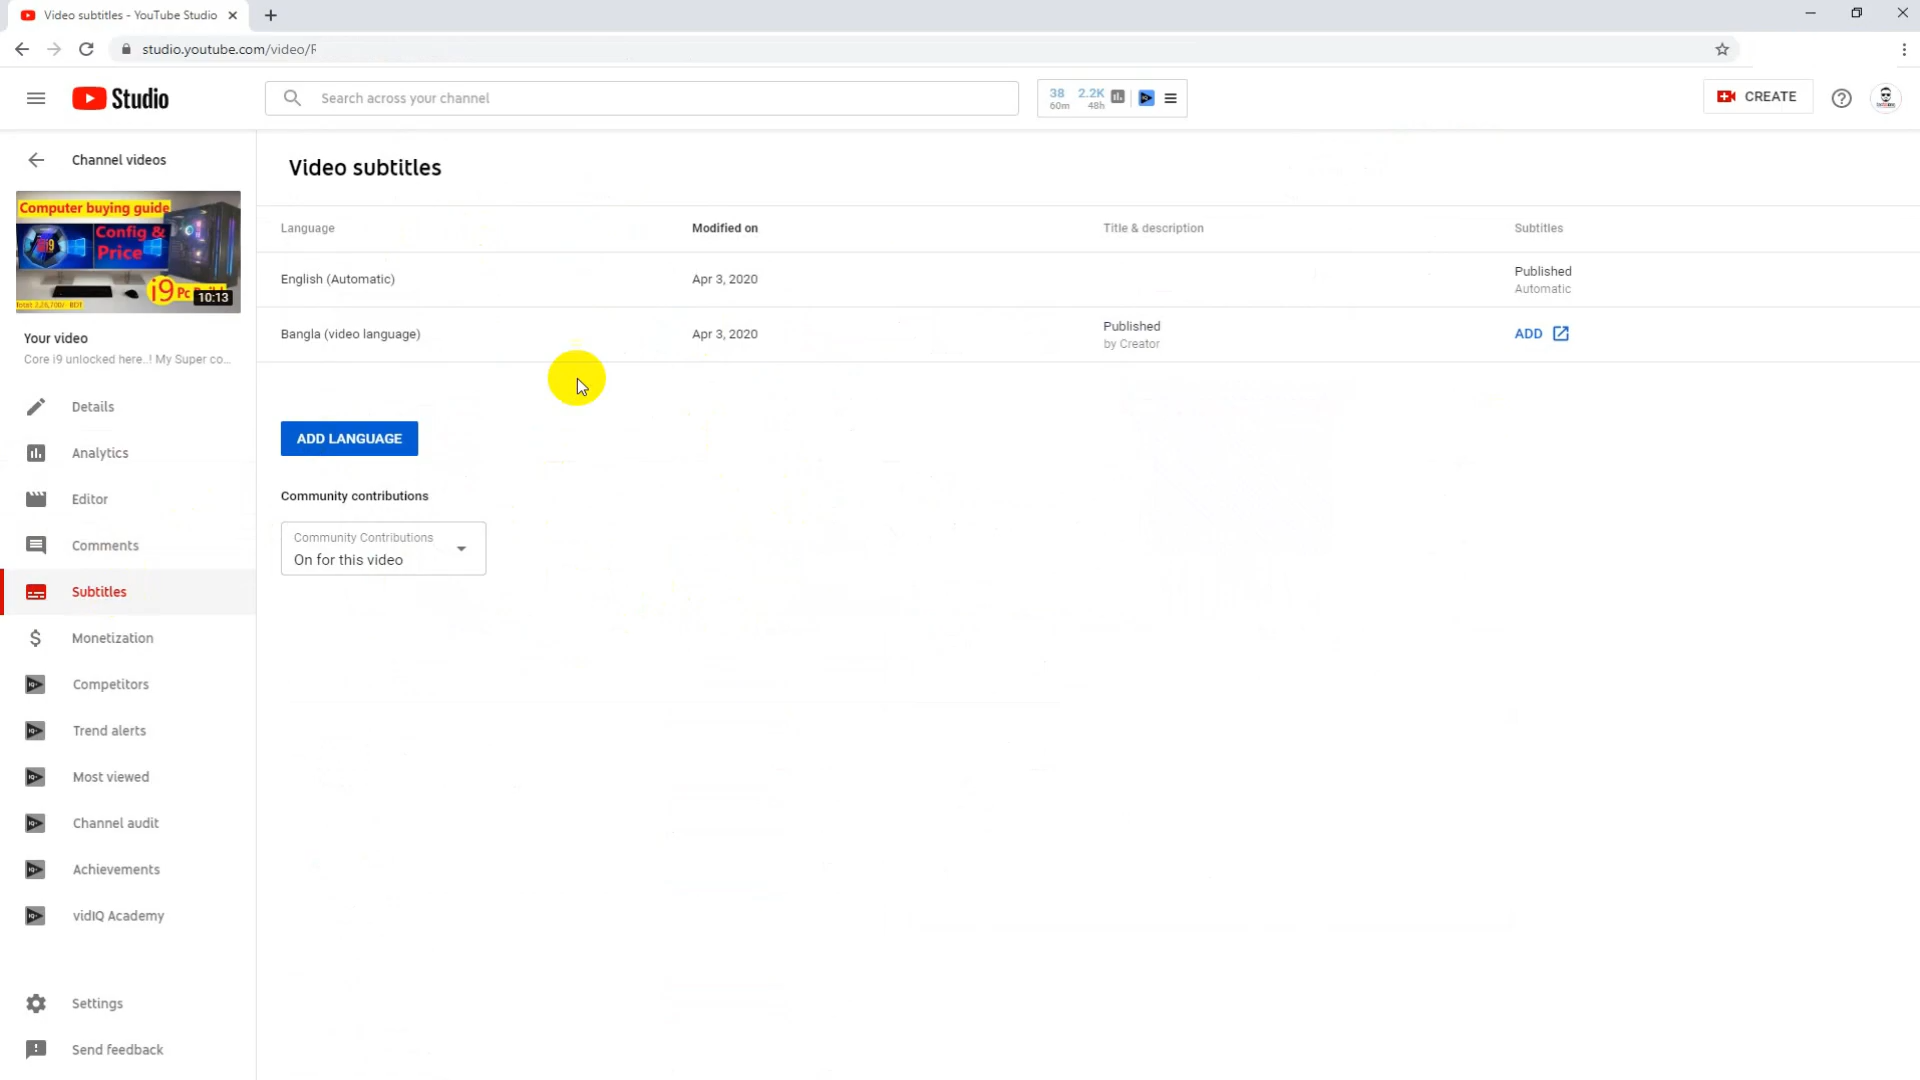 Video subtitles - YouTube Studio
studio.youtube.com/video/F
Studio
Search across your channel
38 2.2K
60m 48h
CREATE
Channel videos
Computer buying guide
Config &
Price
i9
i9 Pc Build
10:13
Your video
Core i9 unlocked here..! My Super co...
Details
Analytics
Editor
Comments
Subtitles
Monetization
Competitors
Trend alerts
Most viewed
Channel audit
Achievements
vidIQ Academy
Settings
Send feedback
Video subtitles
Language Modified on Title & description Subtitles
English (Automatic) Apr 3, 2020 Published
Automatic
Bangla (video language) Apr 3, 2020 Published ADD
by Creator
ADD LANGUAGE
Community contributions
Community Contributions
On for this video